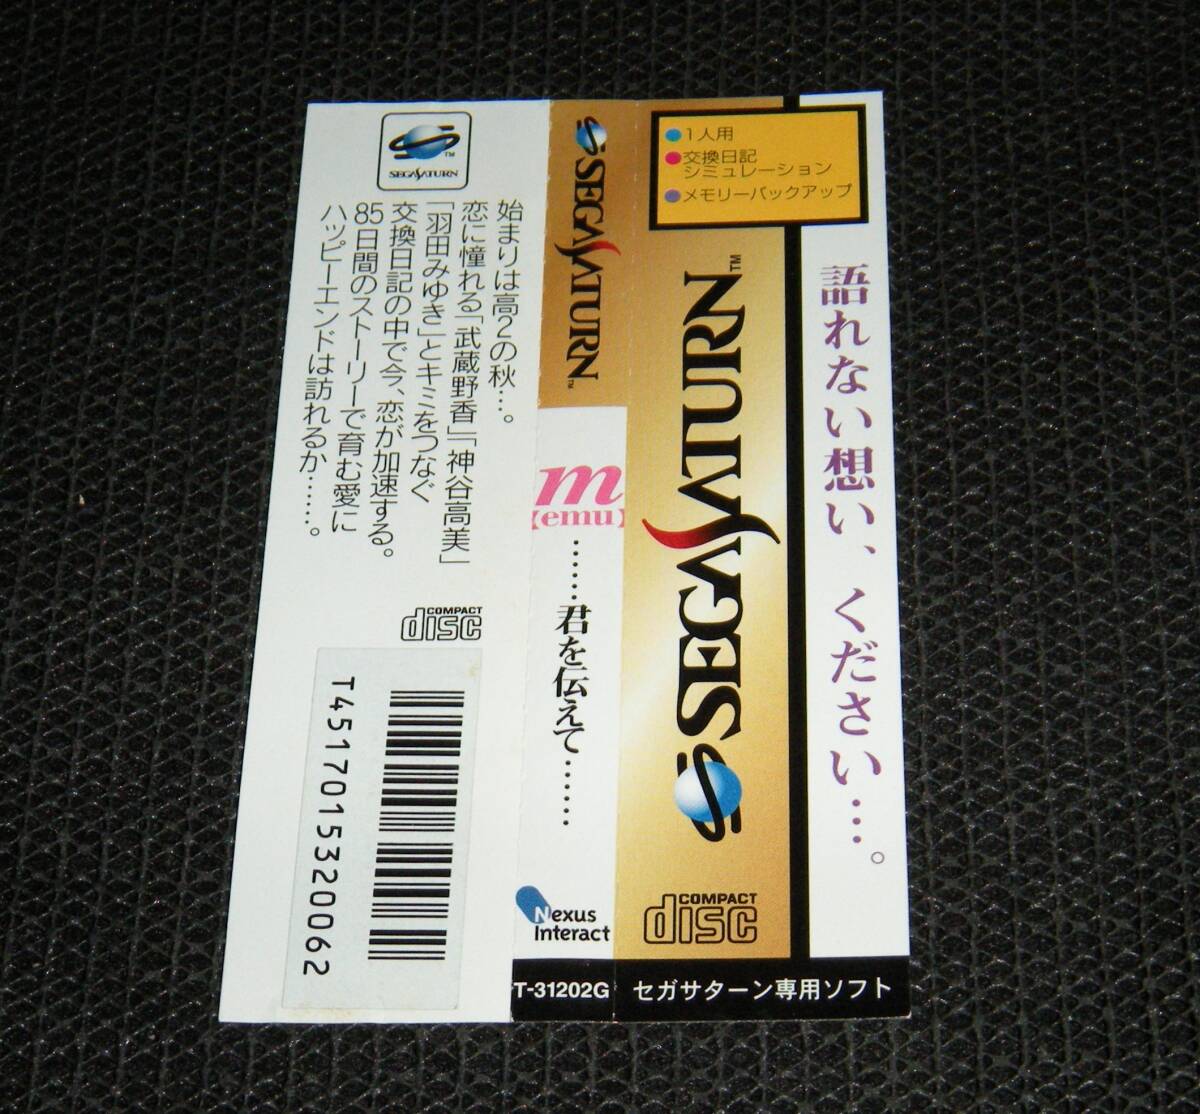 1人用
交換日記
シミュレーション
メモリーバックアップ
語れない想い、ください…。
SEGASATURN™
COMPACT
disc
セガサターン専用ソフト
SEGASATURN™
m
【emu】
……君を伝えて……
Nexus
Interact
T-31202G
™
SEGASATURN
始まりは高2の秋…。
恋に憧れる「武蔵野香」「神谷高美」
「羽田みゆき」とキミをつなぐ
交換日記の中で今、恋が加速する。
85日間のストーリーで育む愛に
ハッピーエンドは訪れるか……。
COMPACT
disc
T4517015320062